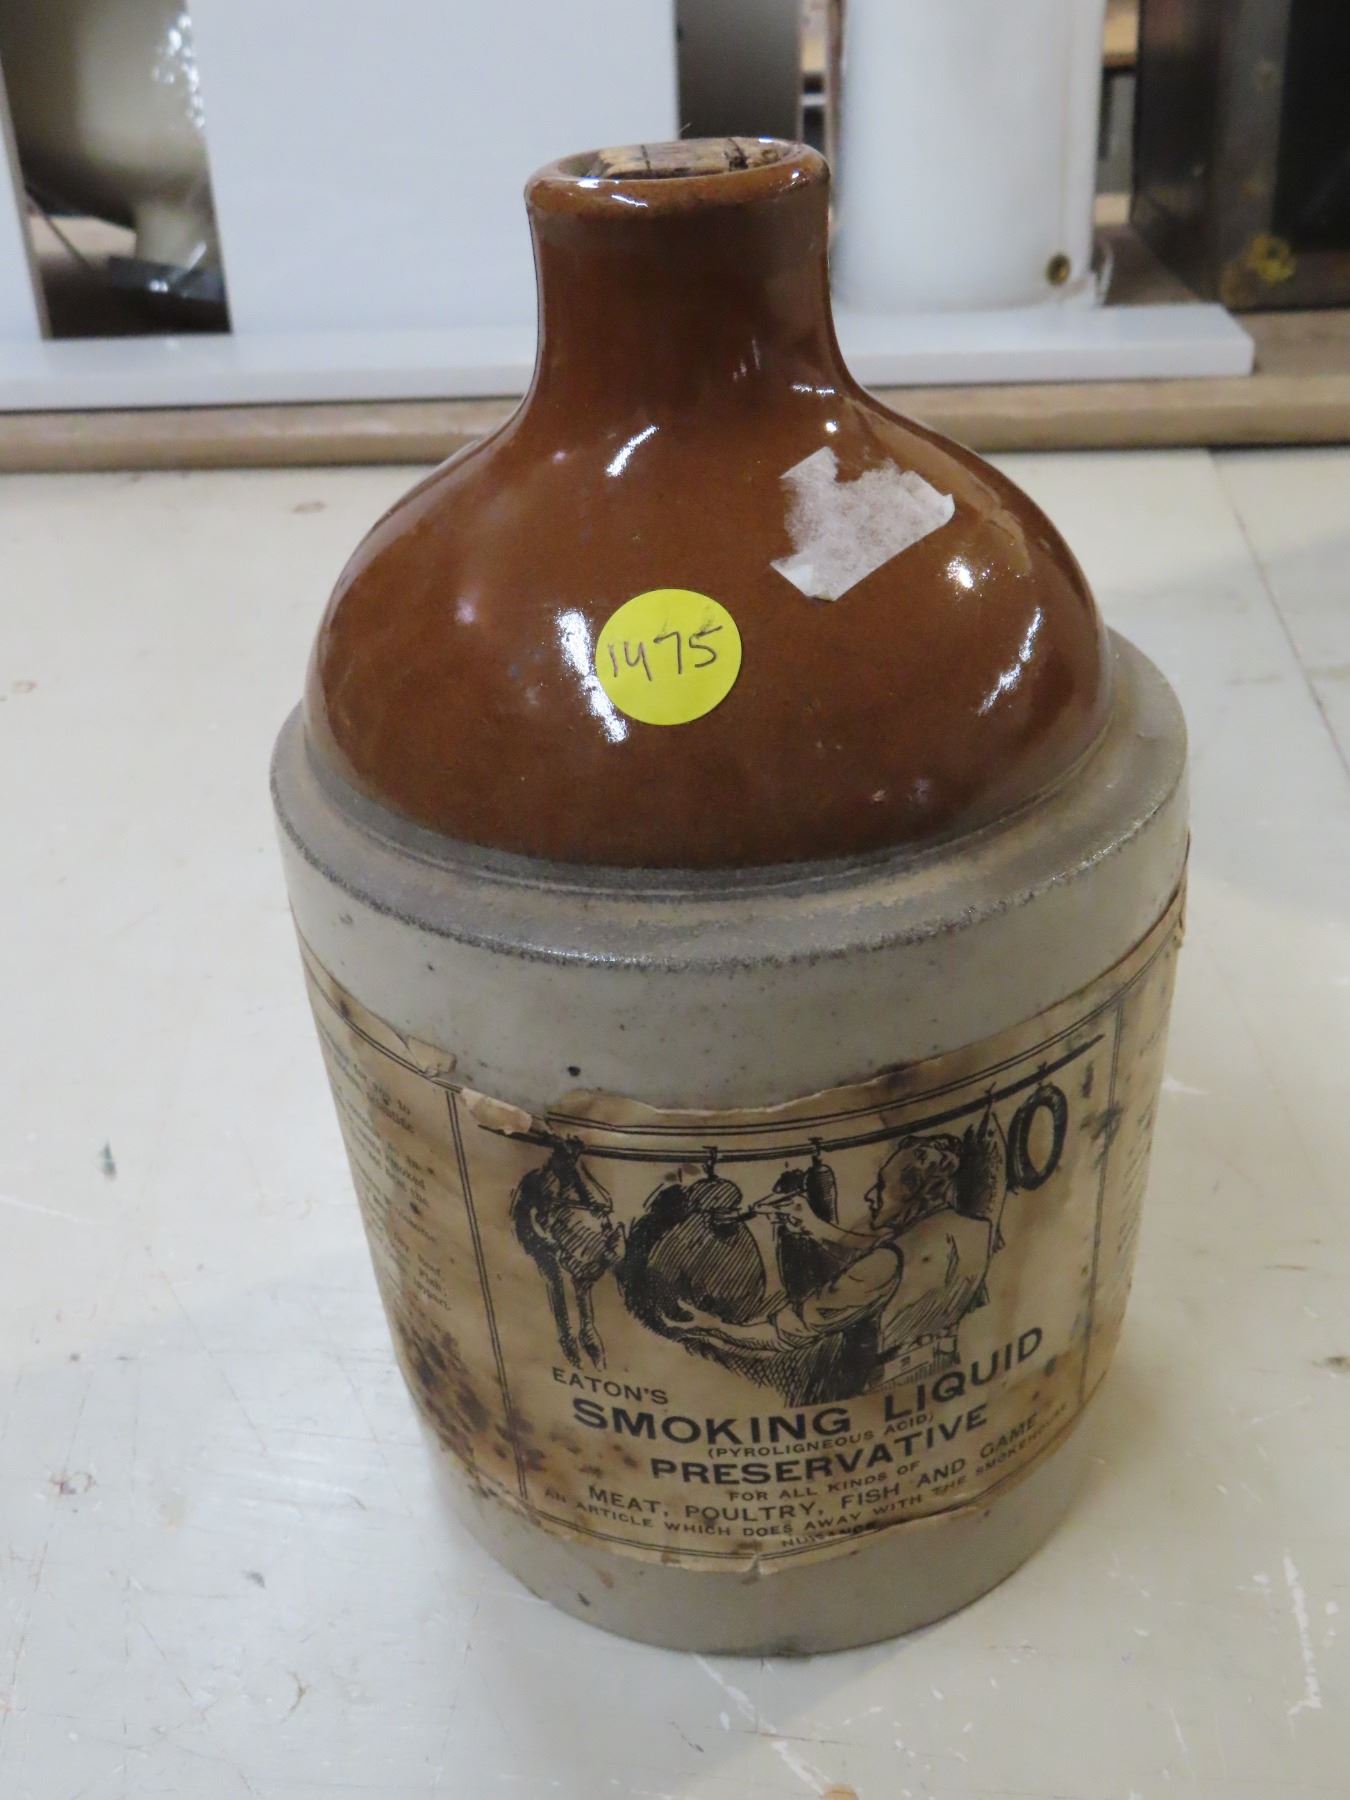 1475
EATON'S
SMOKING LIQUID
(PYROLIGNEOUS ACID)
PRESERVATIVE
FOR ALL KINDS OF
MEAT, POULTRY, FISH AND GAME
AN ARTICLE WHICH DOES AWAY WITH THE SMOKEHOUSE
NUISANCE